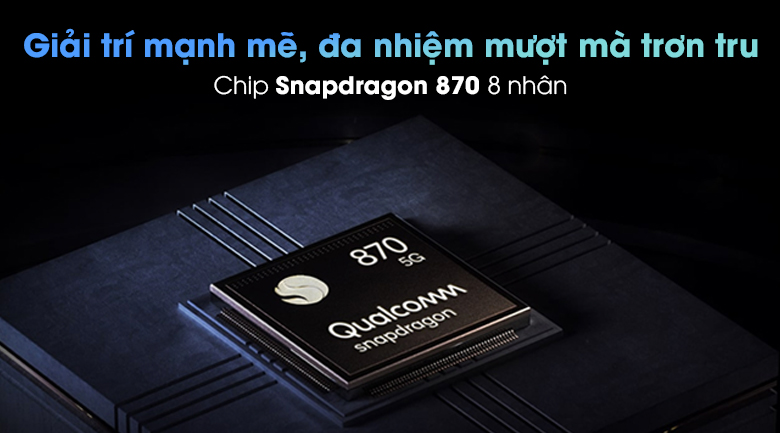 Giải trí mạnh mẽ, đa nhiệm mượt mà trơn tru
Chip Snapdragon 870 8 nhân
870
5G
Qualcomm
snapdragon